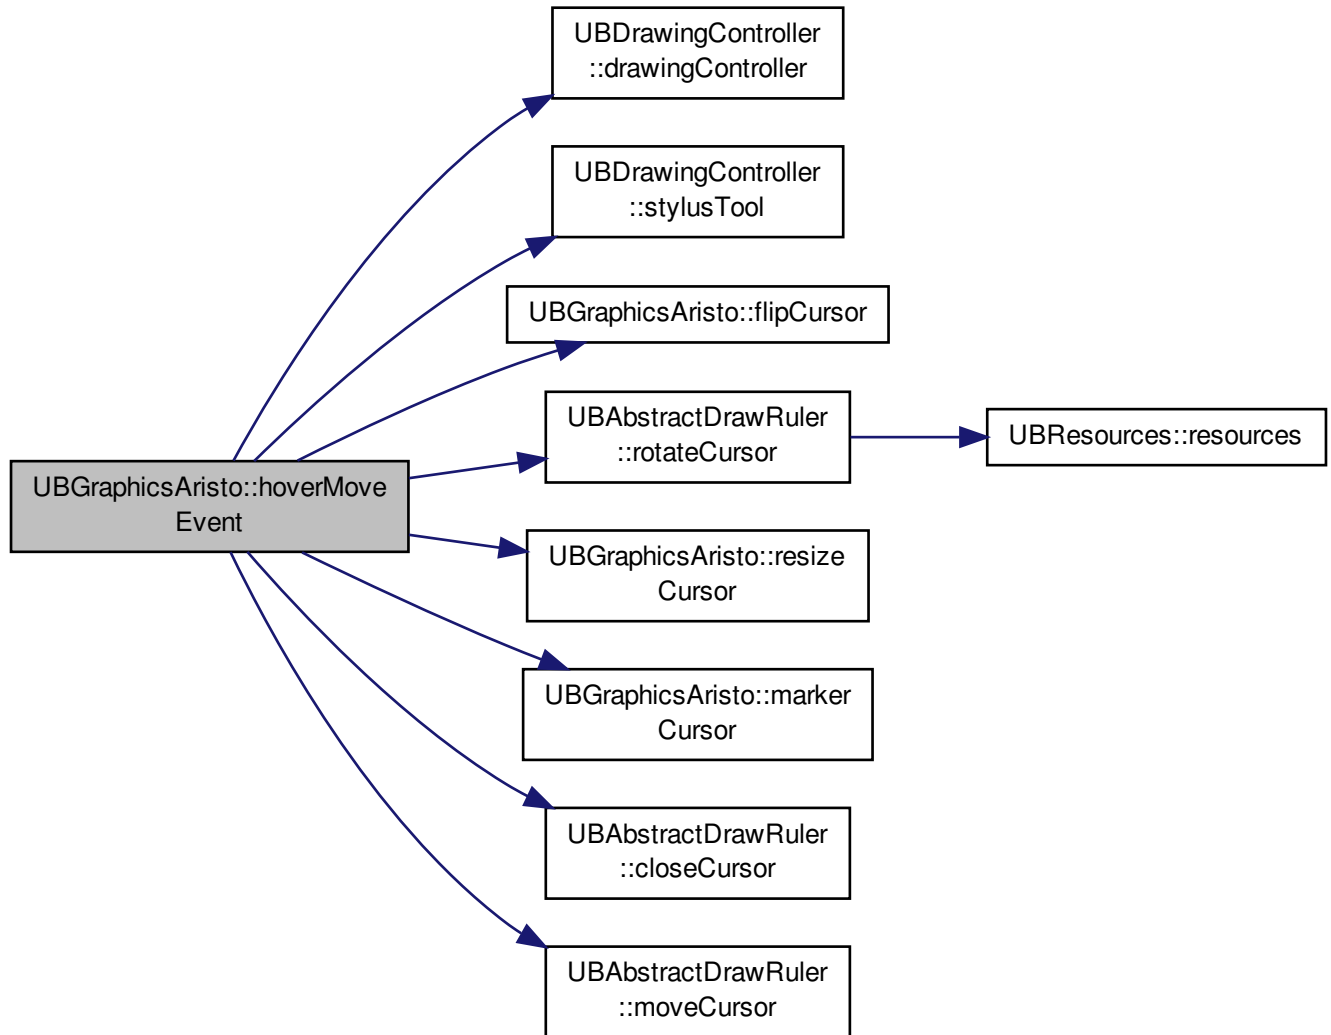 UBDrawingController
::drawingController
UBDrawingController
::stylusTool
UBGraphicsAristo::flipCursor
UBAbstractDrawRuler
::rotateCursor
UBResources::resources
UBGraphicsAristo::hoverMove
Event
UBGraphicsAristo::resize
Cursor
UBGraphicsAristo::marker
Cursor
UBAbstractDrawRuler
::closeCursor
UBAbstractDrawRuler
::moveCursor